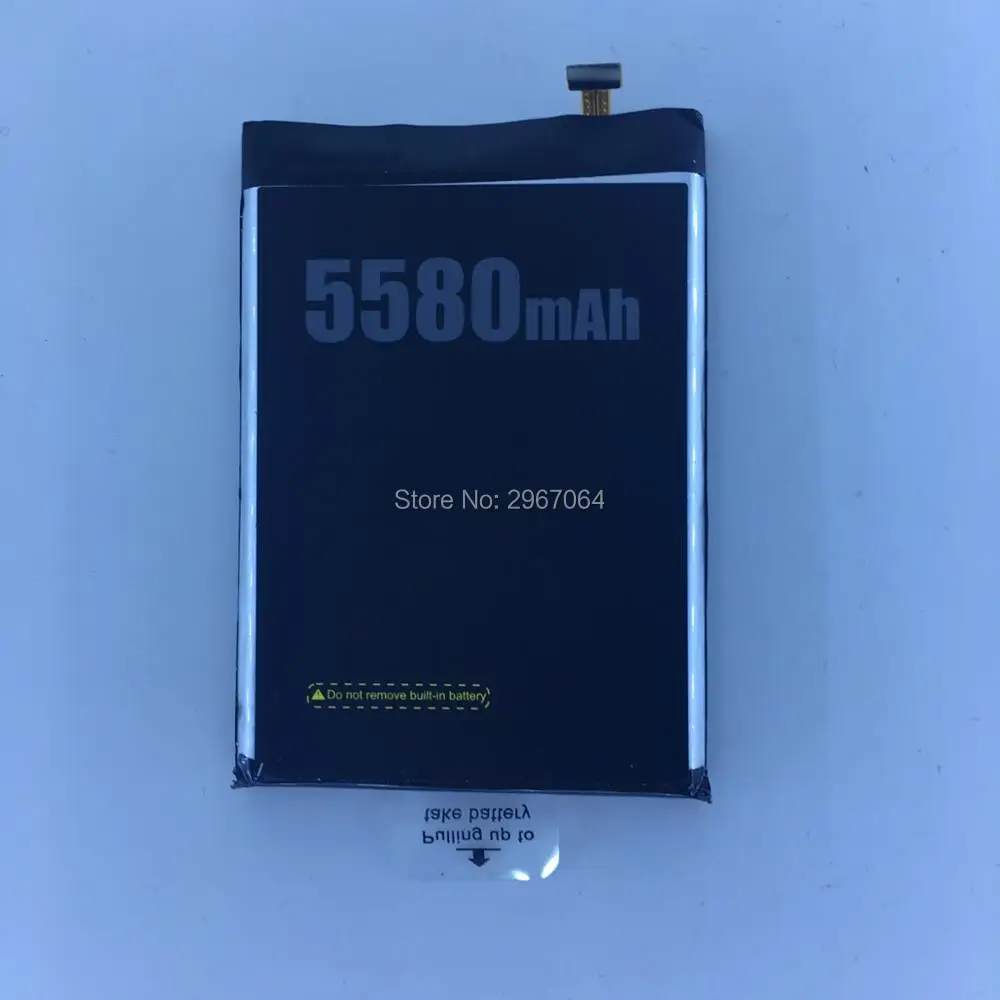 5580mAh
Store No: 2967064
⚠Do not remove built-in battery
take battery
Pulling up to